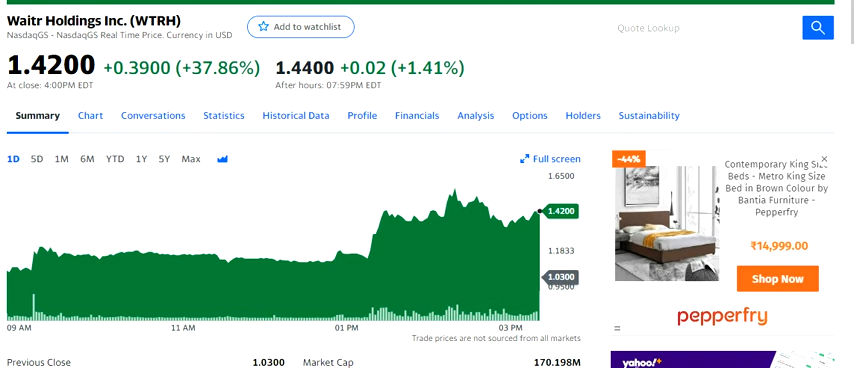 Waitr Holdings Inc. (WTRH)
Add to watchlist
NasdaqGS - NasdaqGS Real Time Price. Currency in USD
Quote Lookup
1.4200 +0.3900 (+37.86%) 1.4400 +0.02 (+1.41%)
At close: 4:00PM EDT After hours: 07:59PM EDT
Summary Chart Conversations Statistics Historical Data Profile Financials Analysis Options Holders Sustainability
1D 5D 1M 6M YTD 1Y 5Y Max
Full screen
1.6500
1.4200
1.1833
1.0300
0.9500
09 AM 11 AM 01 PM 03 PM
Trade prices are not sourced from all markets
Previous Close 1.0300 Market Cap 170.198M
-44%
Contemporary King Size
Beds - Metro King Size
Bed in Brown Colour by
Bantia Furniture -
Pepperfry
₹14,999.00
Shop Now
pepperfry
yahoo!+